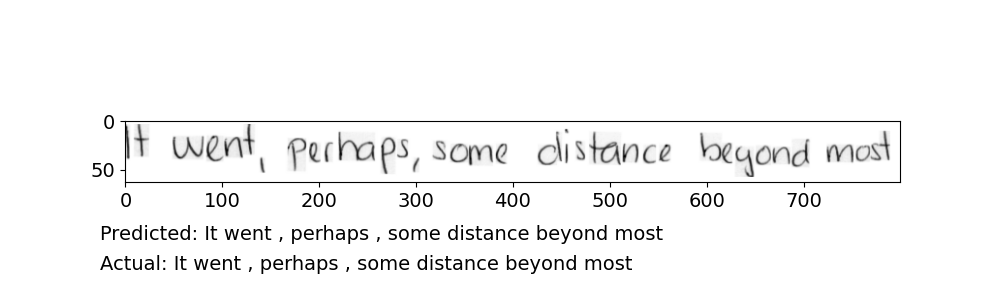 0
It went, perhaps, some distance beyond most
50
0 100 200 300 400 500 600 700
Predicted: It went , perhaps , some distance beyond most
Actual: It went , perhaps , some distance beyond most